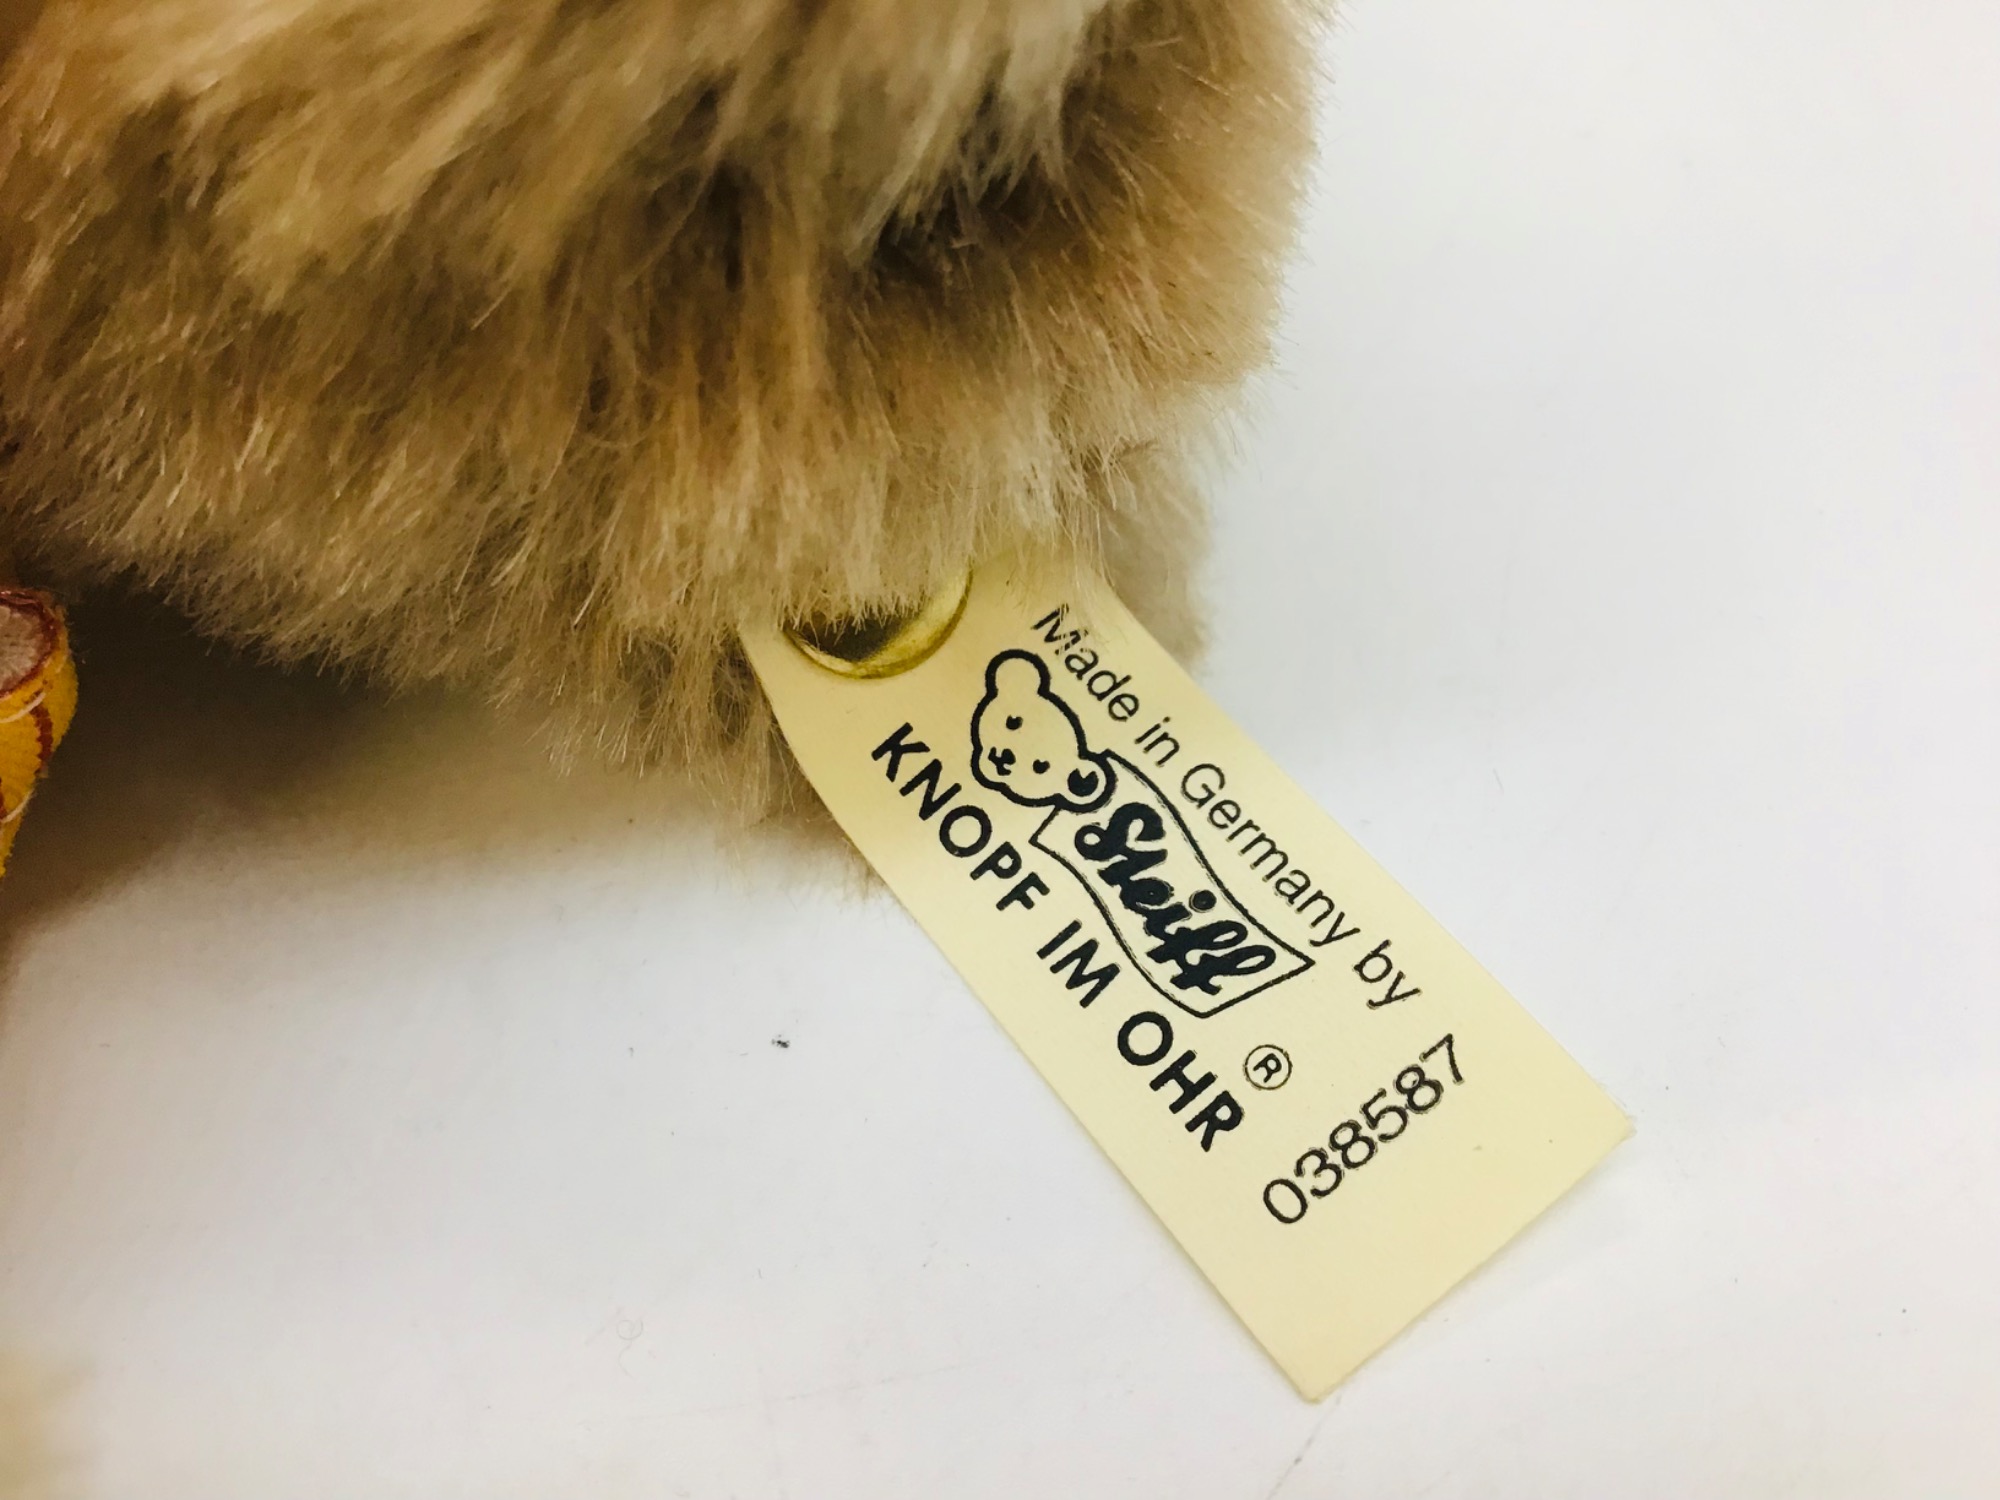 Made in Germany by
Steiff
KNOPF IM OHR ®
038587